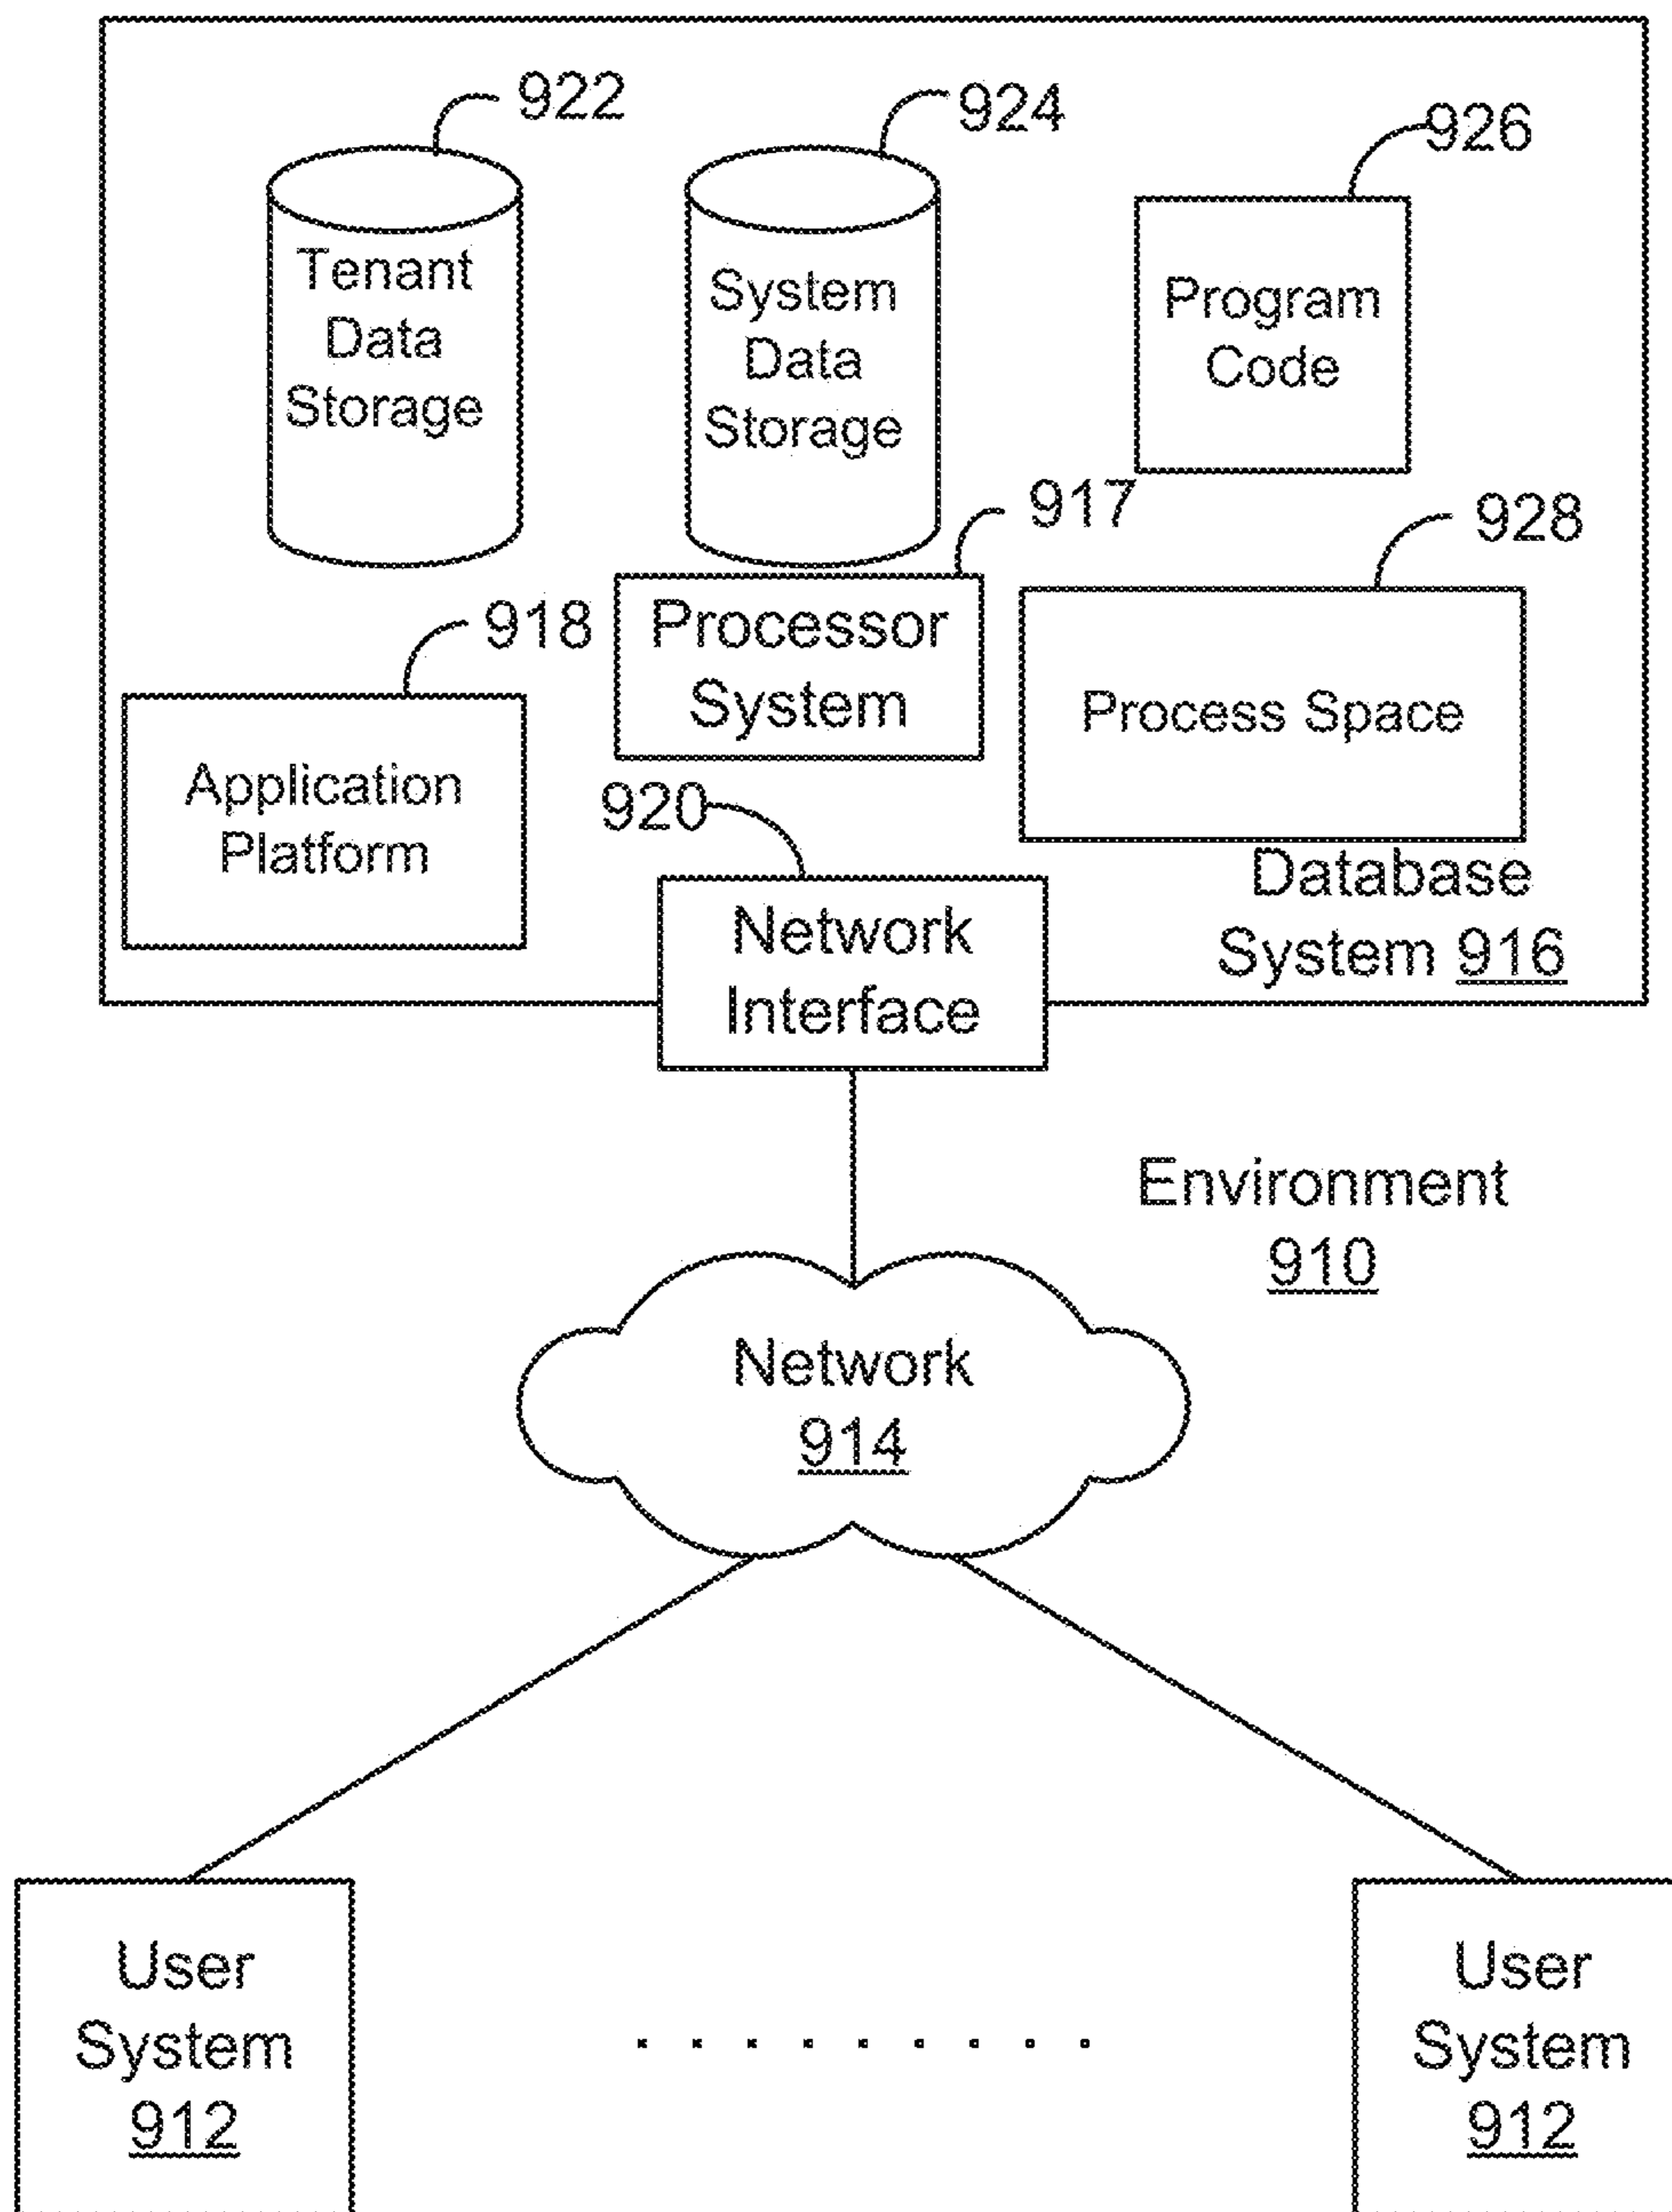 922
924
926
Tenant
Data
Storage
System
Data
Storage
Program
Code
917
928
918
Processor
System
Process Space
Application
Platform
920
Network
Interface
Database
System 916
Environment
910
Network
914
User
System
912
User
System
912